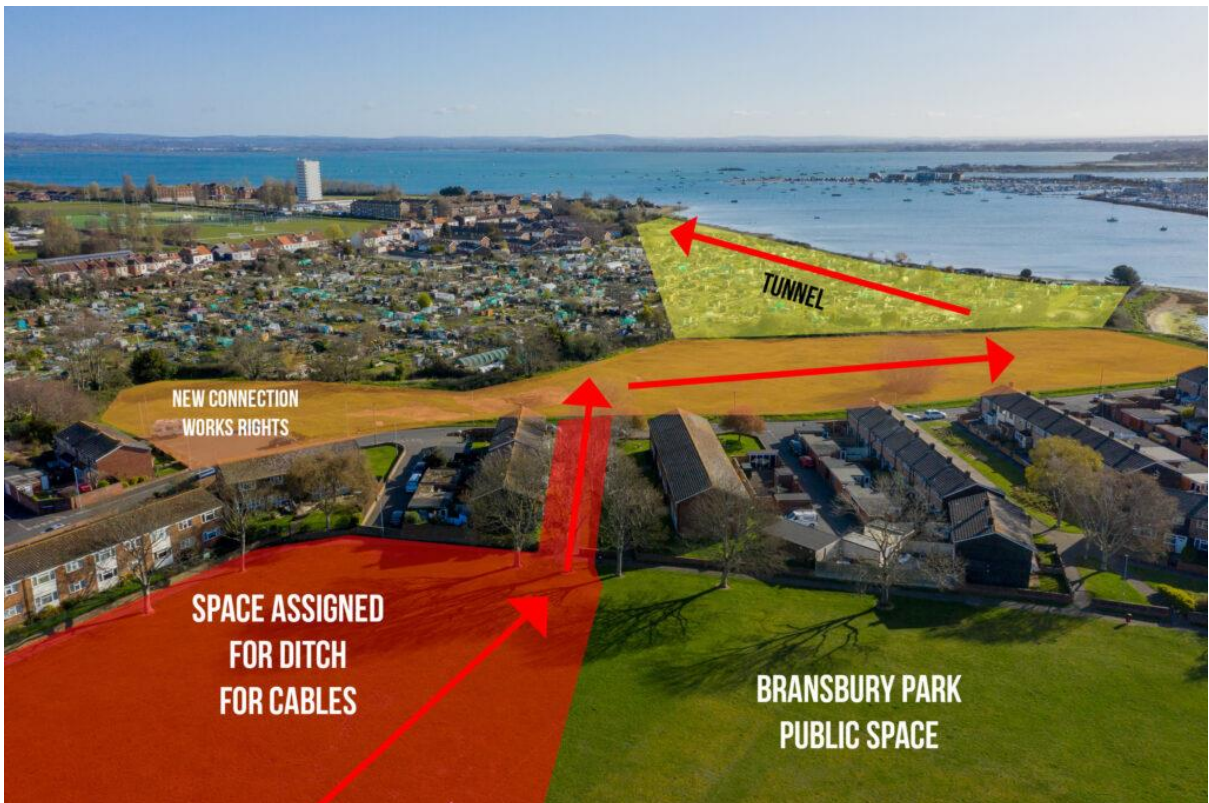 TUNNEL
NEW CONNECTION
WORKS RIGHTS
SPACE ASSIGNED
FOR DITCH
FOR CABLES
BRANSBURY PARK
PUBLIC SPACE